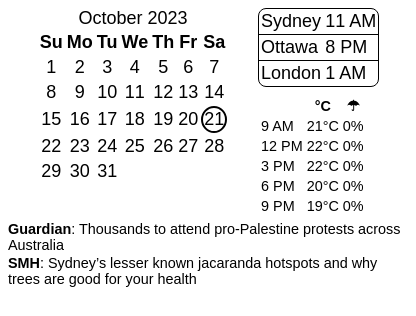 October 2023
Su Mo Tu We Th Fr Sa
1 2 3 4 5 6 7
8 9 10 11 12 13 14
15 16 17 18 19 20 21
22 23 24 25 26 27 28
29 30 31
Sydney 11 AM
Ottawa 8 PM
London 1 AM
°C ☂
9 AM 21°C 0%
12 PM 22°C 0%
3 PM 22°C 0%
6 PM 20°C 0%
9 PM 19°C 0%
Guardian: Thousands to attend pro-Palestine protests across
Australia
SMH: Sydney's lesser known jacaranda hotspots and why
trees are good for your health